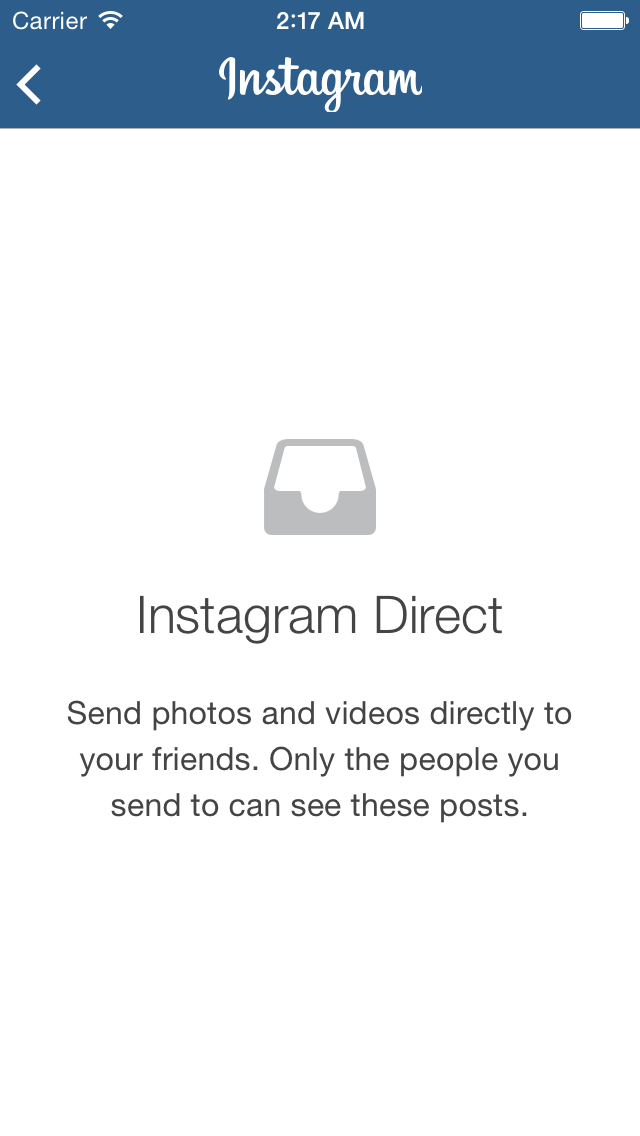 Carrier 2:17 AM
Instagram
Instagram Direct
Send photos and videos directly to
your friends. Only the people you
send to can see these posts.